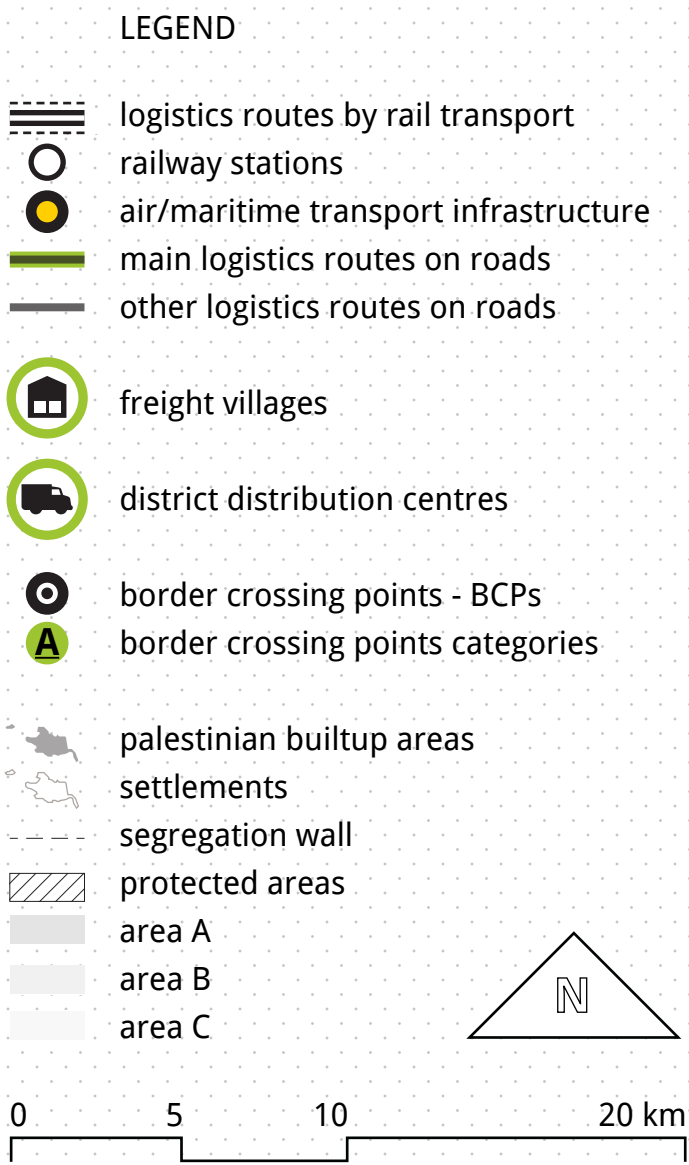 LEGEND
logistics routes by rail transport
railway stations
air/maritime transport infrastructure
main logistics routes on roads
other logistics routes on roads
freight villages
district distribution centres
border crossing points - BCPs
A border crossing points categories
palestinian builtup areas
settlements
segregation wall
protected areas
area A
area B
area C
N
0 5 10 20 km